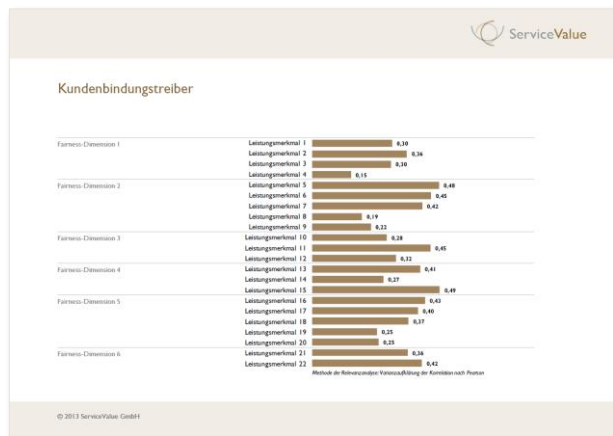 ServiceValue
Kundenbindungstreiber
Fairness-Dimension 1 Leistungsmerkmal 1 0,30
Leistungsmerkmal 2 0,36
Leistungsmerkmal 3 0,30
Leistungsmerkmal 4 0,15
Fairness-Dimension 2 Leistungsmerkmal 5 0,48
Leistungsmerkmal 6 0,45
Leistungsmerkmal 7 0,42
Leistungsmerkmal 8 0,19
Leistungsmerkmal 9 0,22
Fairness-Dimension 3 Leistungsmerkmal 10 0,28
Leistungsmerkmal 11 0,45
Leistungsmerkmal 12 0,32
Fairness-Dimension 4 Leistungsmerkmal 13 0,41
Leistungsmerkmal 14 0,27
Leistungsmerkmal 15 0,49
Fairness-Dimension 5 Leistungsmerkmal 16 0,43
Leistungsmerkmal 17 0,40
Leistungsmerkmal 18 0,37
Leistungsmerkmal 19 0,25
Leistungsmerkmal 20 0,25
Fairness-Dimension 6 Leistungsmerkmal 21 0,36
Leistungsmerkmal 22 0,42
Methode der Relevanzanalyse: Varianzaufklärung der Korrelation nach Pearson
© 2013 ServiceValue GmbH